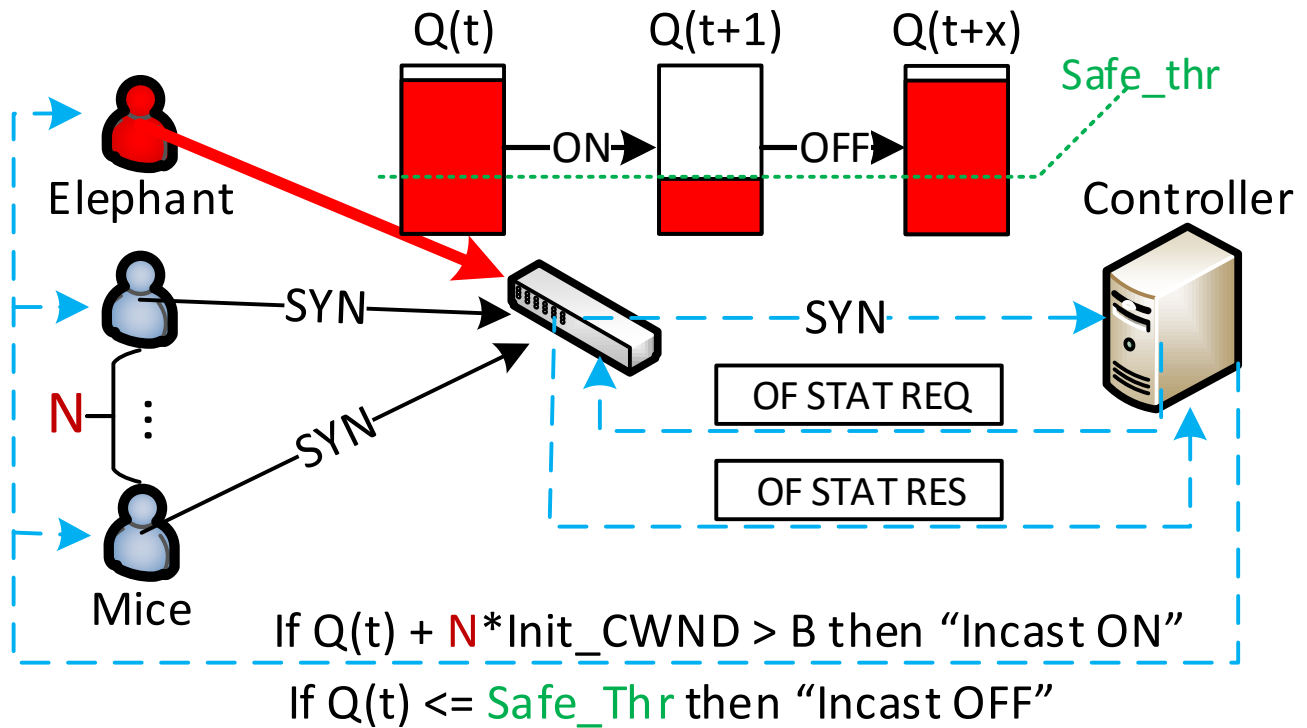 Q(t)
Q(t+1)
Q(t+x)
Safe_thr
ON
OFF
Elephant
Controller
SYN
SYN
N
...
OF STAT REQ
SYN
OF STAT RES
Mice
If Q(t) + N*Init_CWND > B then “Incast ON”
If Q(t) <= Safe_Thr then “Incast OFF”